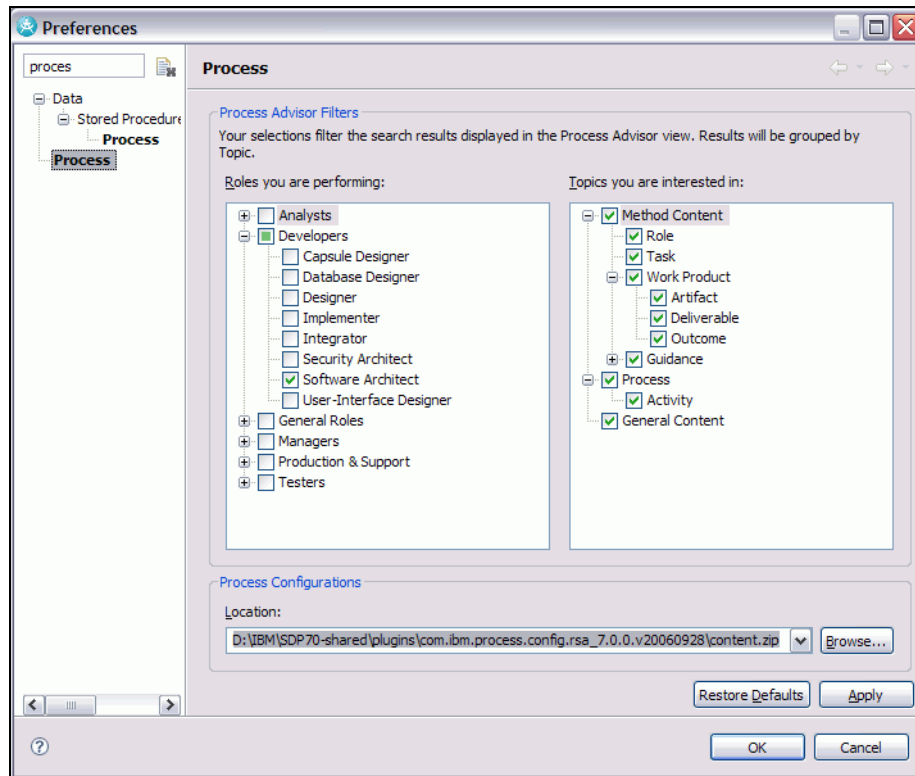 Preferences
proces
Data
Stored Procedure
Process
Process
Process
Process Advisor Filters
Your selections filter the search results displayed in the Process Advisor view. Results will be grouped by
Topic.
Roles you are performing:
Analysts
Developers
Capsule Designer
Database Designer
Designer
Implementer
Integrator
Security Architect
Software Architect
User-Interface Designer
General Roles
Managers
Production & Support
Testers
Topics you are interested in:
Method Content
Role
Task
Work Product
Artifact
Deliverable
Outcome
Guidance
Process
Activity
General Content
Process Configurations
Location:
D:\IBM\SDP70-shared\plugins\com.ibm.process.config.rsa_7.0.0.v20060928\content.zip
Browse...
Restore Defaults
Apply
?
OK
Cancel